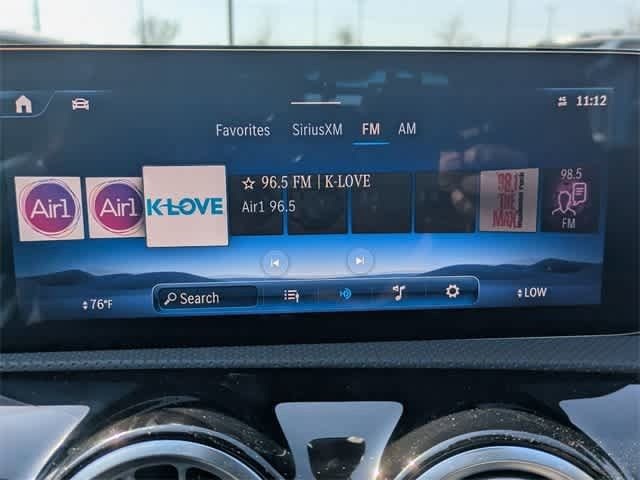 11:12
Favorites SiriusXM FM AM
Air1 Air1 K-LOVE
96.5 FM | K-LOVE
Air1 96.5
98.1
THE
MAX
98.5
FM
76°F
Search
LOW